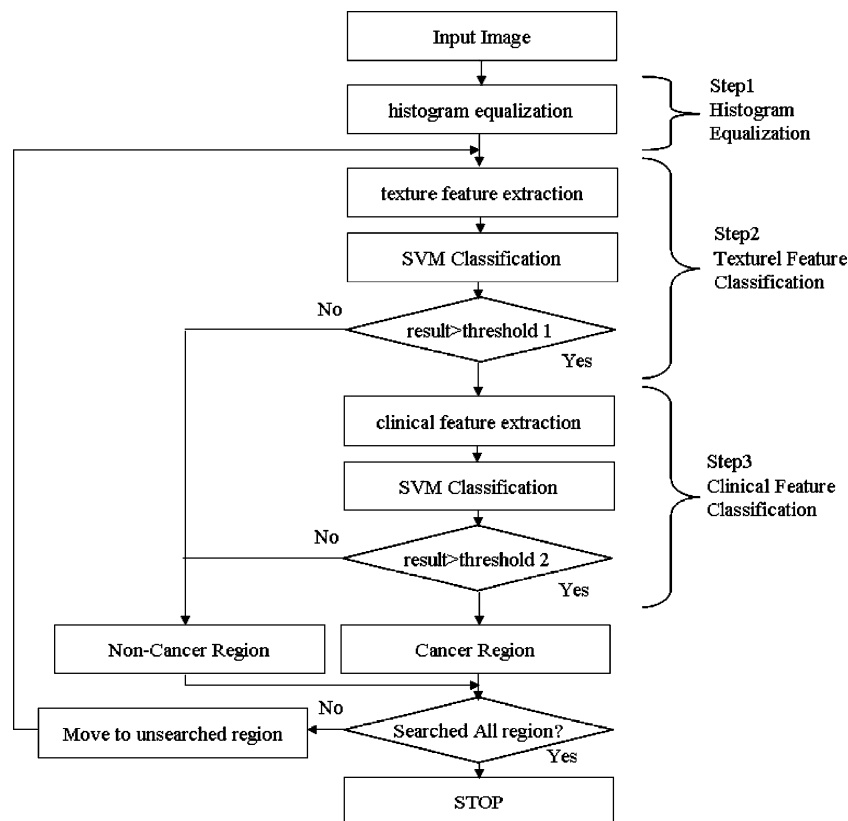 Input Image
histogram equalization
Step1
Histogram
Equalization
texture feature extraction
SVM Classification
Step2
Texturel Feature
Classification
No
result>threshold 1
Yes
clinical feature extraction
SVM Classification
Step3
Clinical Feature
Classification
No
result>threshold 2
Yes
Non-Cancer Region
Cancer Region
No
Move to unsearched region
Searched All region?
Yes
STOP